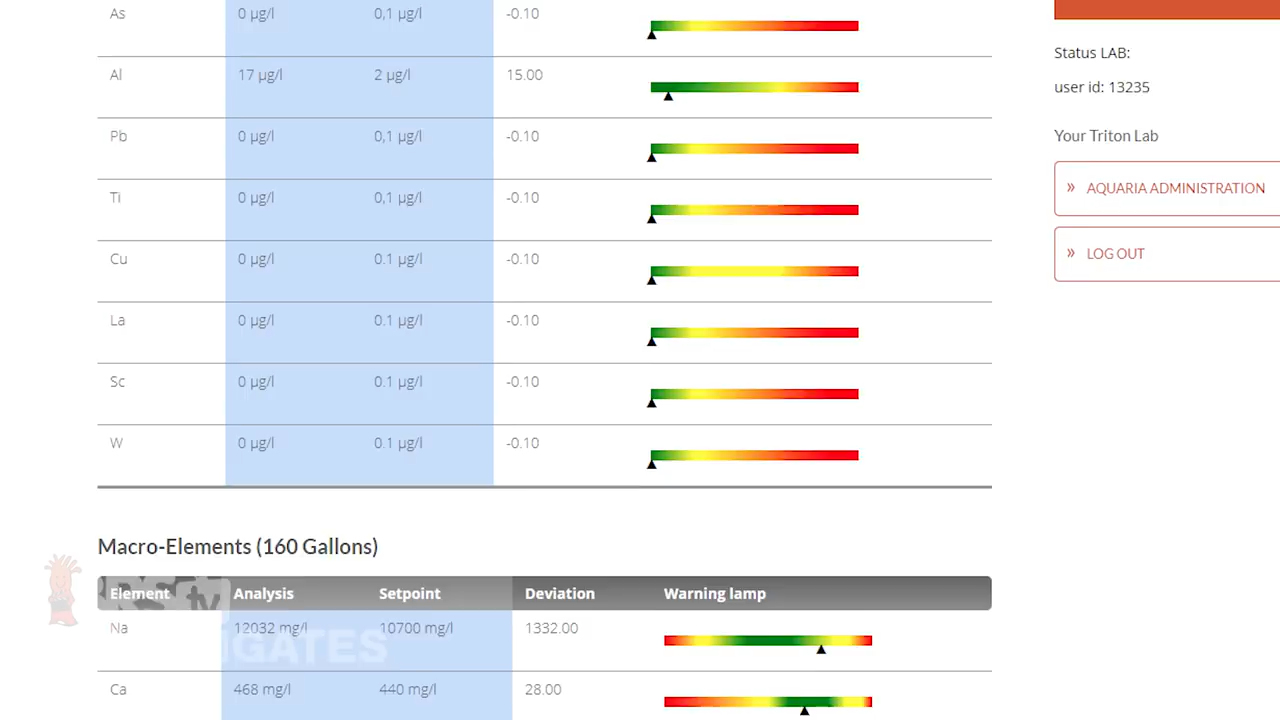 As 0 µg/l 0,1 µg/l -0.10
Al 17 µg/l 2 µg/l 15.00
Pb 0 µg/l 0,1 µg/l -0.10
Ti 0 µg/l 0,1 µg/l -0.10
Cu 0 µg/l 0.1 µg/l -0.10
La 0 µg/l 0.1 µg/l -0.10
Sc 0 µg/l 0.1 µg/l -0.10
W 0 µg/l 0.1 µg/l -0.10
Macro-Elements (160 Gallons)
Element Analysis Setpoint Deviation Warning lamp
Na 12032 mg/l 10700 mg/l 1332.00
Ca 468 mg/l 440 mg/l 28.00
Status LAB:
user id: 13235
Your Triton Lab
» AQUARIA ADMINISTRATION
» LOG OUT
BRS tv